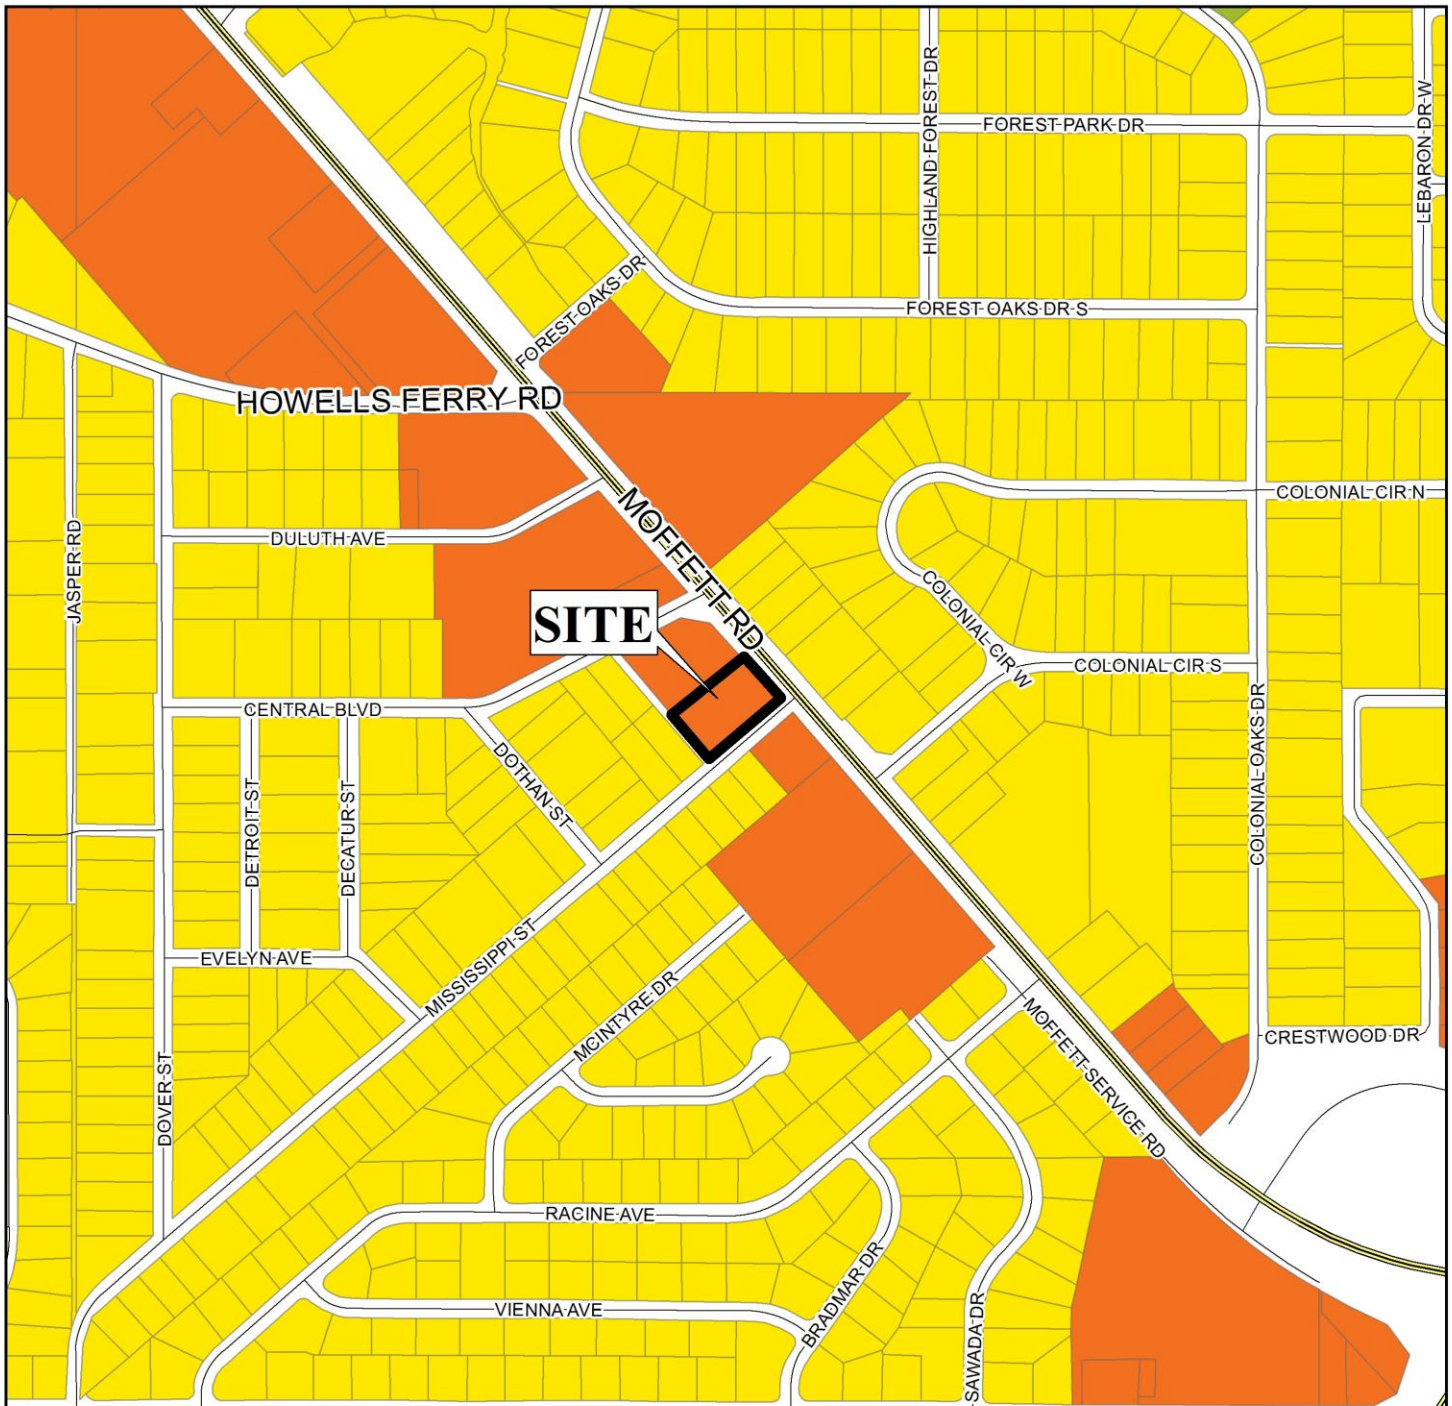 FOREST PARK DR
HIGHLAND FOREST DR
LEBARON DR W
FOREST OAKS DR
FOREST OAKS DR S
HOWELLS FERRY RD
MOFFETT RD
COLONIAL CIR N
DULUTH AVE
JASPER RD
SITE
COLONIAL CIR W
COLONIAL CIR S
CENTRAL BLVD
COLONIAL OAKS DR
DOTHAN ST
DETROIT ST
DECATUR ST
EVELYN AVE
MISSISSIPPI ST
MCINTYRE DR
MOFFETT SERVICE RD
CRESTWOOD DR
DOVER ST
RACINE AVE
VIENNA AVE
BRADMAR DR
SAWADA DR